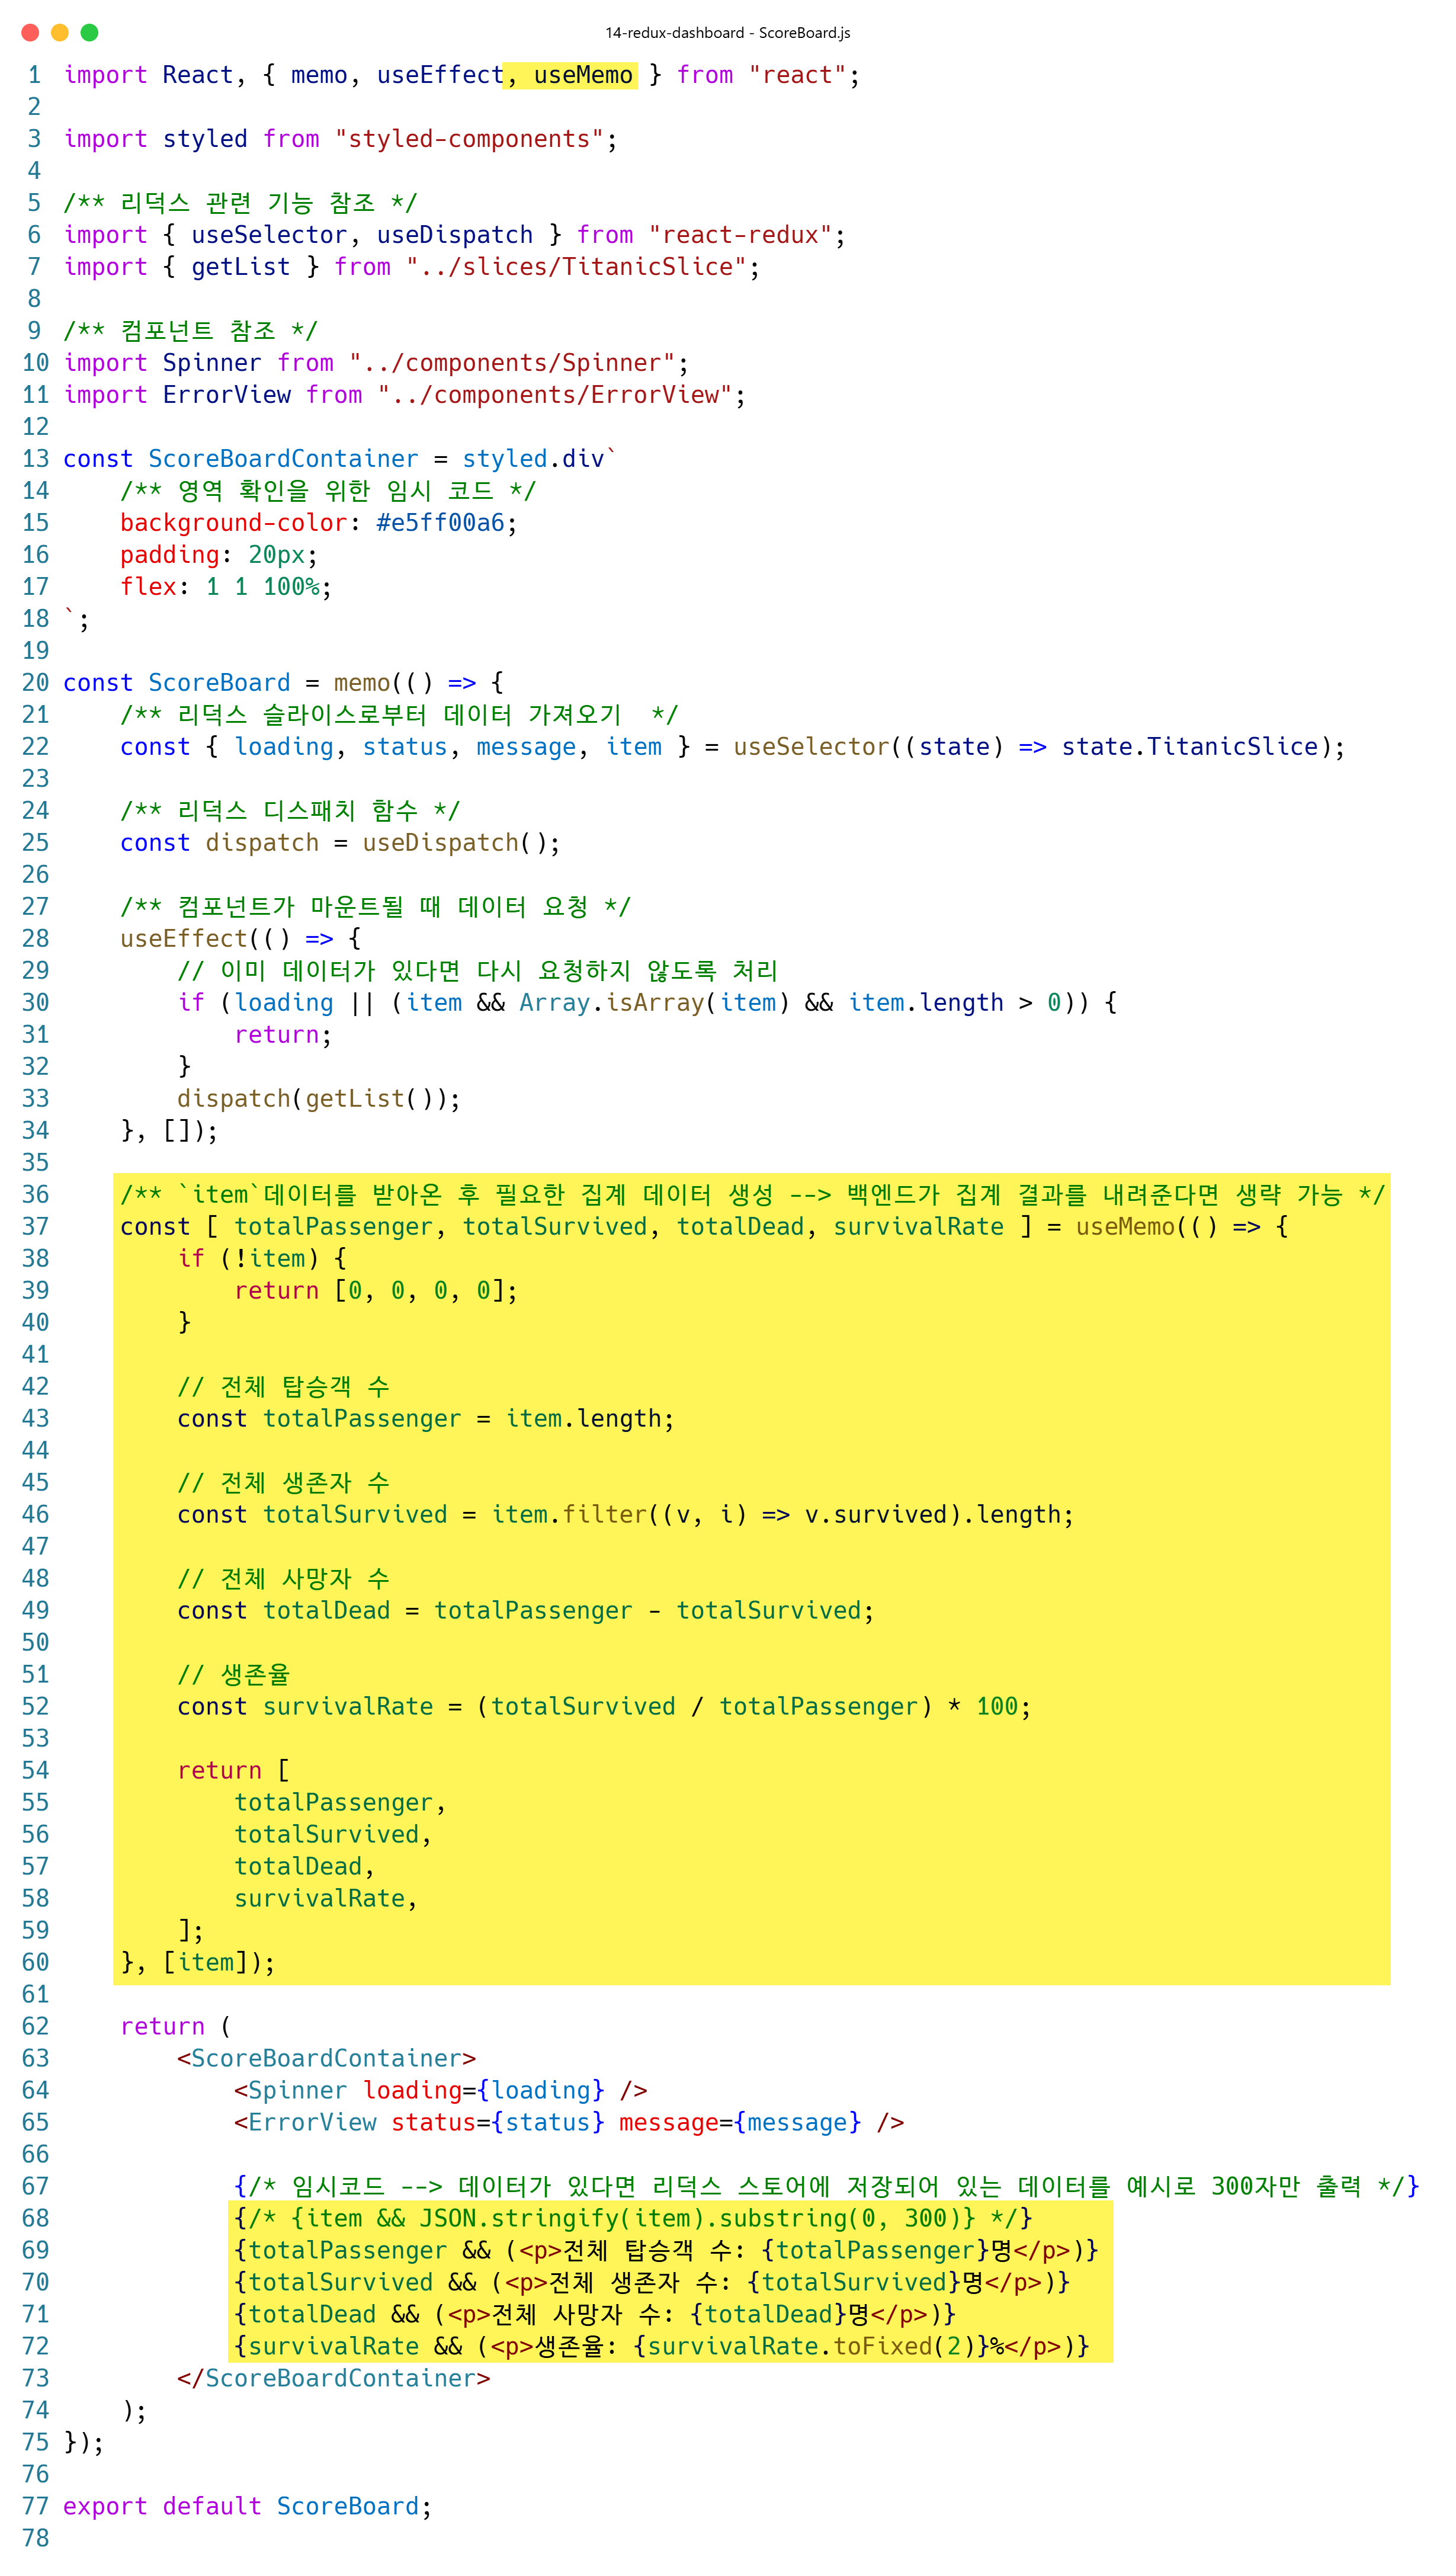 14-redux-dashboard - ScoreBoard.js
1 import React, { memo, useEffect, useMemo } from "react";
2
3 import styled from "styled-components";
4
5 /** 리덕스 관련 기능 참조 */
6 import { useSelector, useDispatch } from "react-redux";
7 import { getList } from "../slices/TitanicSlice";
8
9 /** 컴포넌트 참조 */
10 import Spinner from "../components/Spinner";
11 import ErrorView from "../components/ErrorView";
12
13 const ScoreBoardContainer = styled.div`
14     /** 영역 확인을 위한 임시 코드 */
15     background-color: #e5ff00a6;
16     padding: 20px;
17     flex: 1 1 100%;
18 `;
19
20 const ScoreBoard = memo(() => {
21     /** 리덕스 슬라이스로부터 데이터 가져오기  */
22     const { loading, status, message, item } = useSelector((state) => state.TitanicSlice);
23
24     /** 리덕스 디스패치 함수 */
25     const dispatch = useDispatch();
26
27     /** 컴포넌트가 마운트될 때 데이터 요청 */
28     useEffect(() => {
29         // 이미 데이터가 있다면 다시 요청하지 않도록 처리
30         if (loading || (item && Array.isArray(item) && item.length > 0)) {
31             return;
32         }
33         dispatch(getList());
34     }, []);
35
36     /** `item`데이터를 받아온 후 필요한 집계 데이터 생성 --> 백엔드가 집계 결과를 내려준다면 생략 가능 */
37     const [ totalPassenger, totalSurvived, totalDead, survivalRate ] = useMemo(() => {
38         if (!item) {
39             return [0, 0, 0, 0];
40         }
41
42         // 전체 탑승객 수
43         const totalPassenger = item.length;
44
45         // 전체 생존자 수
46         const totalSurvived = item.filter((v, i) => v.survived).length;
47
48         // 전체 사망자 수
49         const totalDead = totalPassenger - totalSurvived;
50
51         // 생존율
52         const survivalRate = (totalSurvived / totalPassenger) * 100;
53
54         return [
55             totalPassenger,
56             totalSurvived,
57             totalDead,
58             survivalRate,
59         ];
60     }, [item]);
61
62     return (
63         <ScoreBoardContainer>
64             <Spinner loading={loading} />
65             <ErrorView status={status} message={message} />
66
67             {/* 임시코드 --> 데이터가 있다면 리덕스 스토어에 저장되어 있는 데이터를 예시로 300자만 출력 */}
68             {/* {item && JSON.stringify(item).substring(0, 300)} */}
69             {totalPassenger && (<p>전체 탑승객 수: {totalPassenger}명</p>)}
70             {totalSurvived && (<p>전체 생존자 수: {totalSurvived}명</p>)}
71             {totalDead && (<p>전체 사망자 수: {totalDead}명</p>)}
72             {survivalRate && (<p>생존율: {survivalRate.toFixed(2)}%</p>)}
73         </ScoreBoardContainer>
74     );
75 });
76
77 export default ScoreBoard;
78